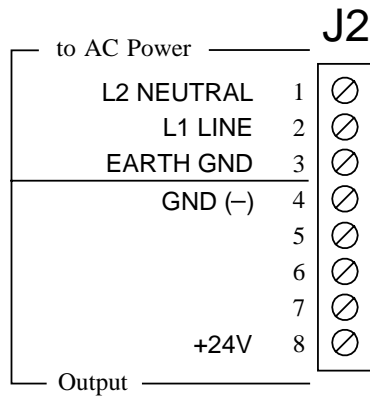 J2
to AC Power
L2 NEUTRAL 1
L1 LINE 2
EARTH GND 3
GND (–) 4
5
6
7
+24V 8
Output